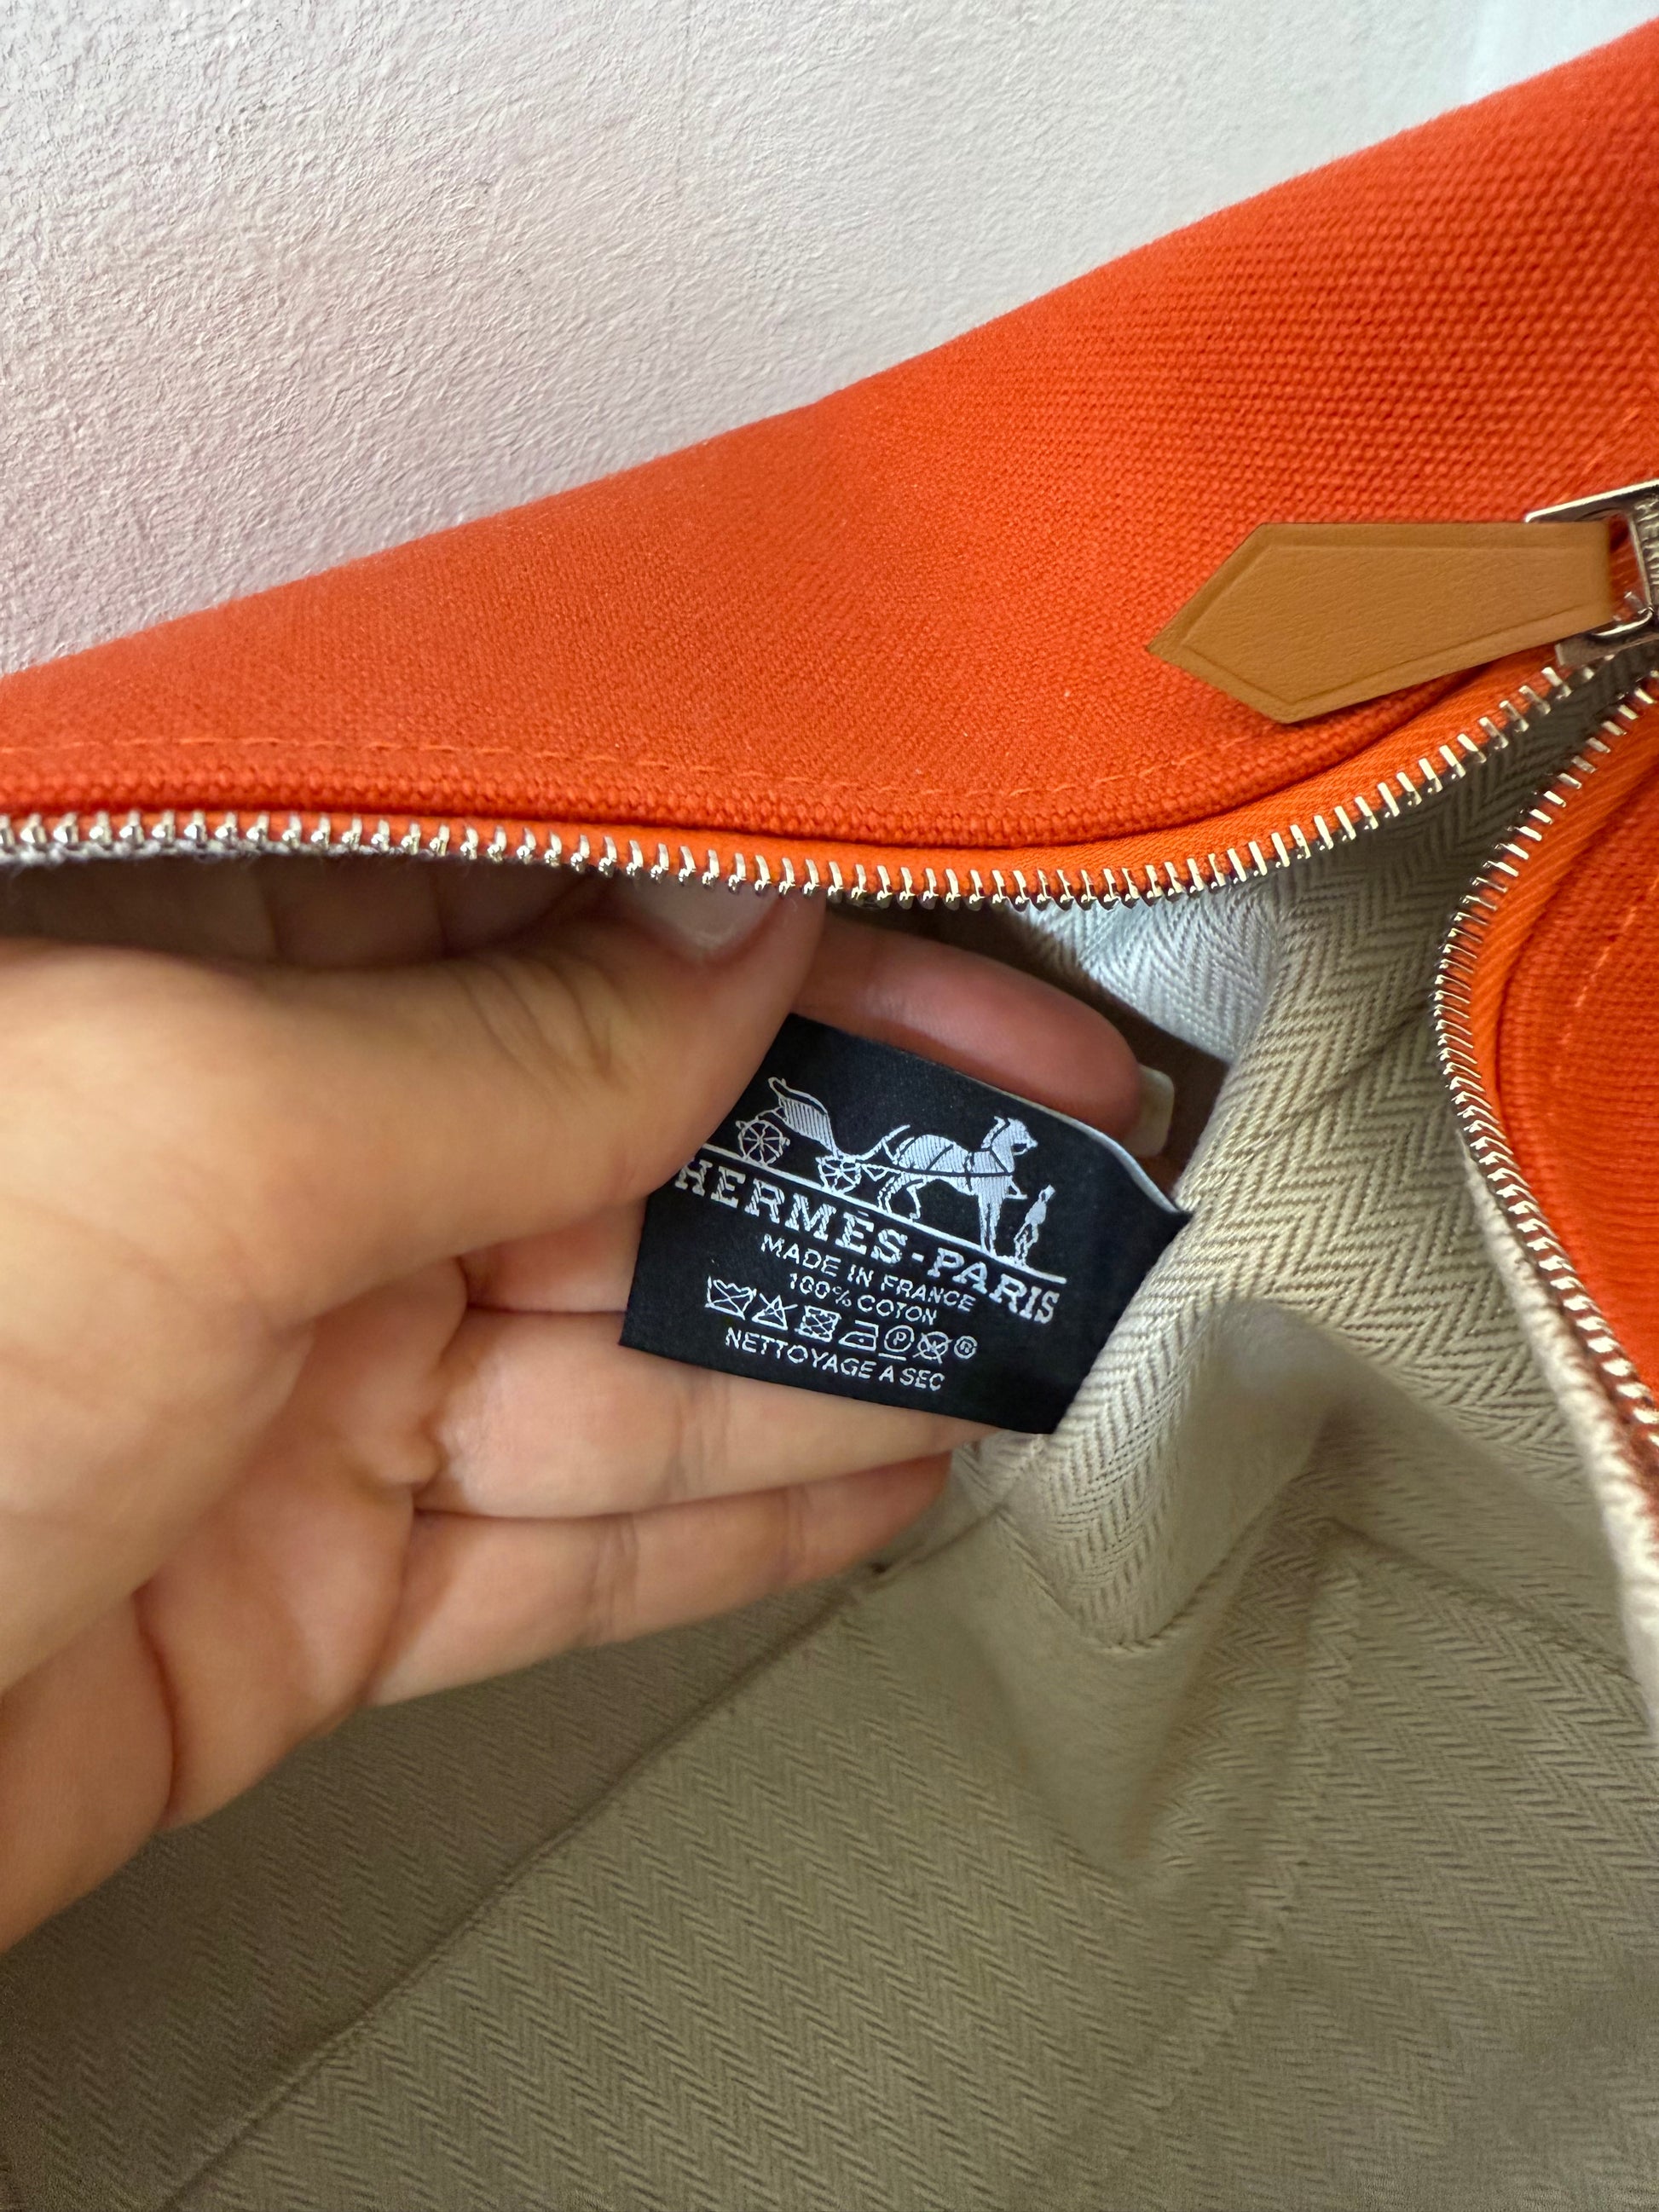 HERMÈS-PARIS
MADE IN FRANCE
100% COTON
P ®
NETTOYAGE A SEC